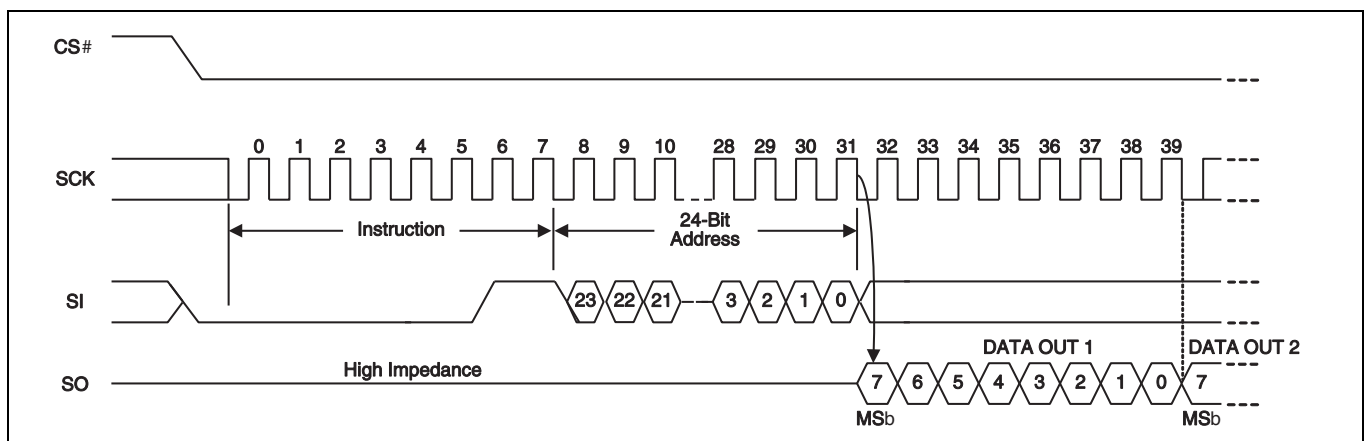 CS#
0 1 2 3 4 5 6 7 8 9 10 28 29 30 31 32 33 34 35 36 37 38 39
SCK
Instruction
24-Bit
Address
SI
23 22 21 3 2 1 0
DATA OUT 1
DATA OUT 2
High Impedance
SO
7 6 5 4 3 2 1 0 7
MSb
MSb